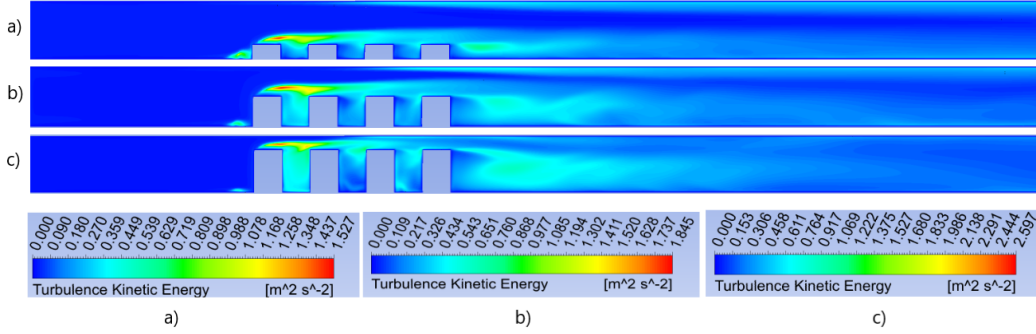 a)
b)
c)
0.000 0.090 0.180 0.270 0.359 0.449 0.539 0.629 0.719 0.809 0.898 0.988 1.078 1.168 1.258 1.348 1.437 1.527
0.000 0.109 0.217 0.326 0.434 0.543 0.651 0.760 0.868 0.977 1.085 1.194 1.302 1.411 1.520 1.628 1.737 1.845
0.000 0.153 0.306 0.458 0.611 0.764 0.917 1.069 1.222 1.375 1.527 1.680 1.833 1.986 2.138 2.291 2.444 2.597
Turbulence Kinetic Energy [m^2 s^-2]
Turbulence Kinetic Energy [m^2 s^-2]
Turbulence Kinetic Energy [m^2 s^-2]
a)
b)
c)